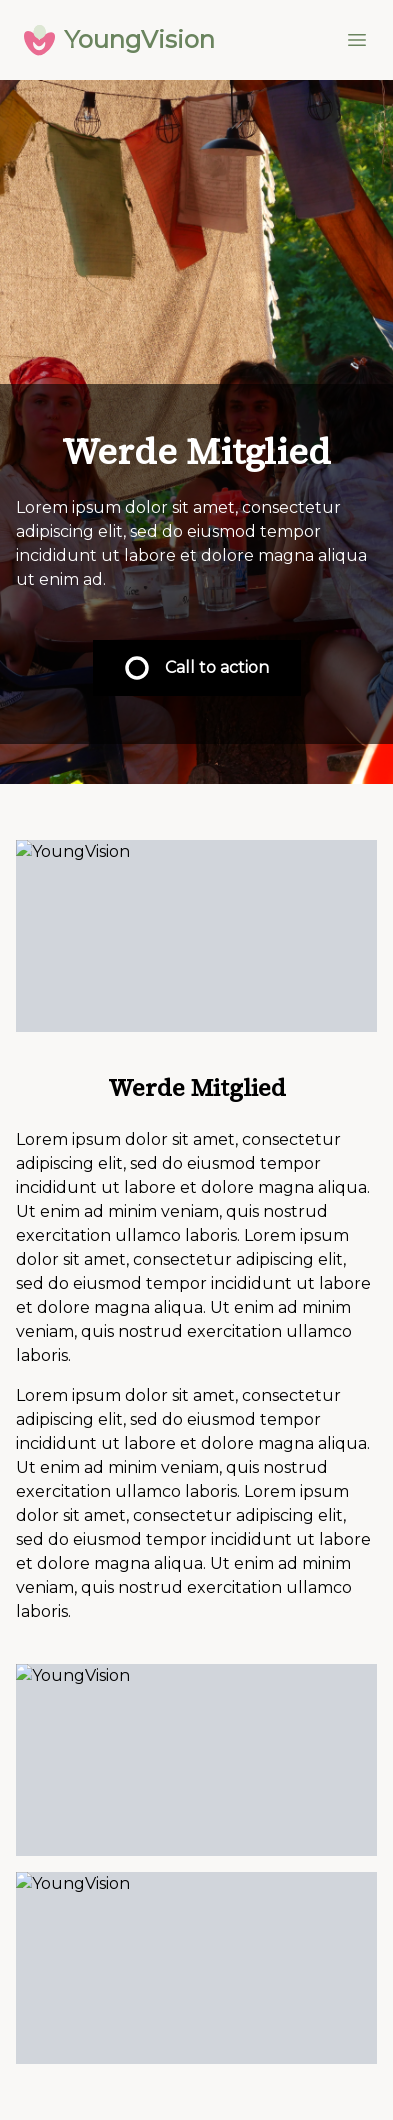 YoungVision
Werde Mitglied
Lorem ipsum dolor sit amet, consectetur
adipiscing elit, sed do eiusmod tempor
incididunt ut labore et dolore magna aliqua
ut enim ad.
Call to action
YoungVision
Werde Mitglied
Lorem ipsum dolor sit amet, consectetur
adipiscing elit, sed do eiusmod tempor
incididunt ut labore et dolore magna aliqua.
Ut enim ad minim veniam, quis nostrud
exercitation ullamco laboris. Lorem ipsum
dolor sit amet, consectetur adipiscing elit,
sed do eiusmod tempor incididunt ut labore
et dolore magna aliqua. Ut enim ad minim
veniam, quis nostrud exercitation ullamco
laboris.
Lorem ipsum dolor sit amet, consectetur
adipiscing elit, sed do eiusmod tempor
incididunt ut labore et dolore magna aliqua.
Ut enim ad minim veniam, quis nostrud
exercitation ullamco laboris. Lorem ipsum
dolor sit amet, consectetur adipiscing elit,
sed do eiusmod tempor incididunt ut labore
et dolore magna aliqua. Ut enim ad minim
veniam, quis nostrud exercitation ullamco
laboris.
YoungVision
YoungVision